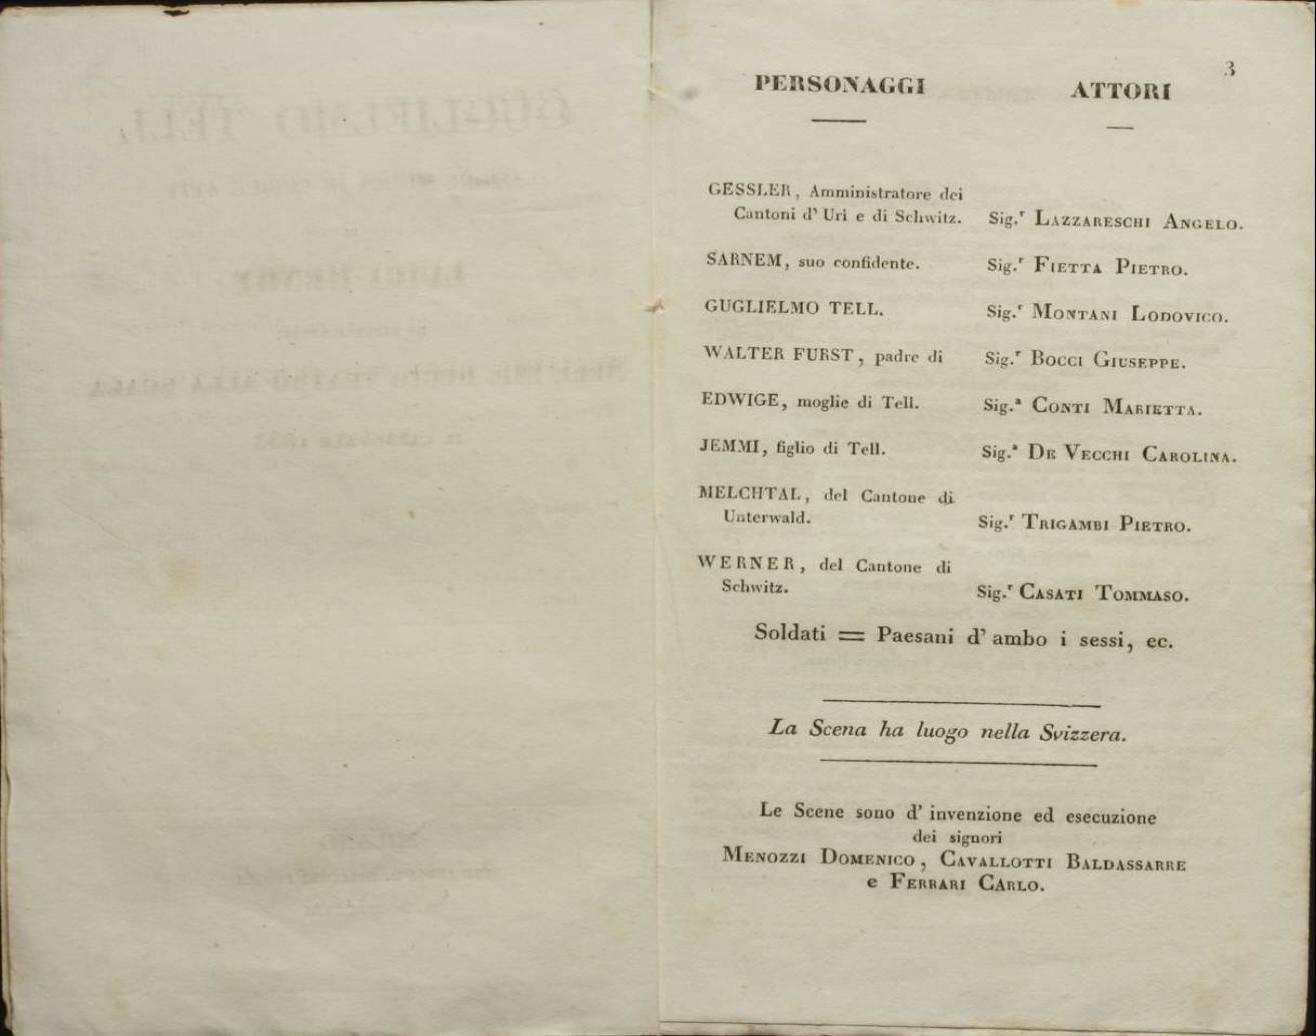 3
PERSONAGGI ATTORI
GESSLER, Amministratore dei
Cantoni d' Uri e di Schwitz. Sig.r LAZZARESCHI ANGELO.
SARNEM, suo confidente. Sig.r FIETTA PIETRO.
GUGLIELMO TELL. Sig.r MONTANI LODOVICO.
WALTER FURST, padre di Sig.r BOCCI GIUSEPPE.
EDWIGE, moglie di Tell. Sig.a CONTI MARIETTA.
JEMMI, figlio di Tell. Sig.a DE VECCHI CAROLINA.
MELCHTAL, del Cantone di
Unterwald. Sig.r TRIGAMBI PIETRO.
WERNER, del Cantone di
Schwitz. Sig.r CASATI TOMMASO.
Soldati = Paesani d' ambo i sessi, ec.
La Scena ha luogo nella Svizzera.
Le Scene sono d' invenzione ed esecuzione
dei signori
MENOZZI DOMENICO, CAVALLOTTI BALDASSARRE
e FERRARI CARLO.